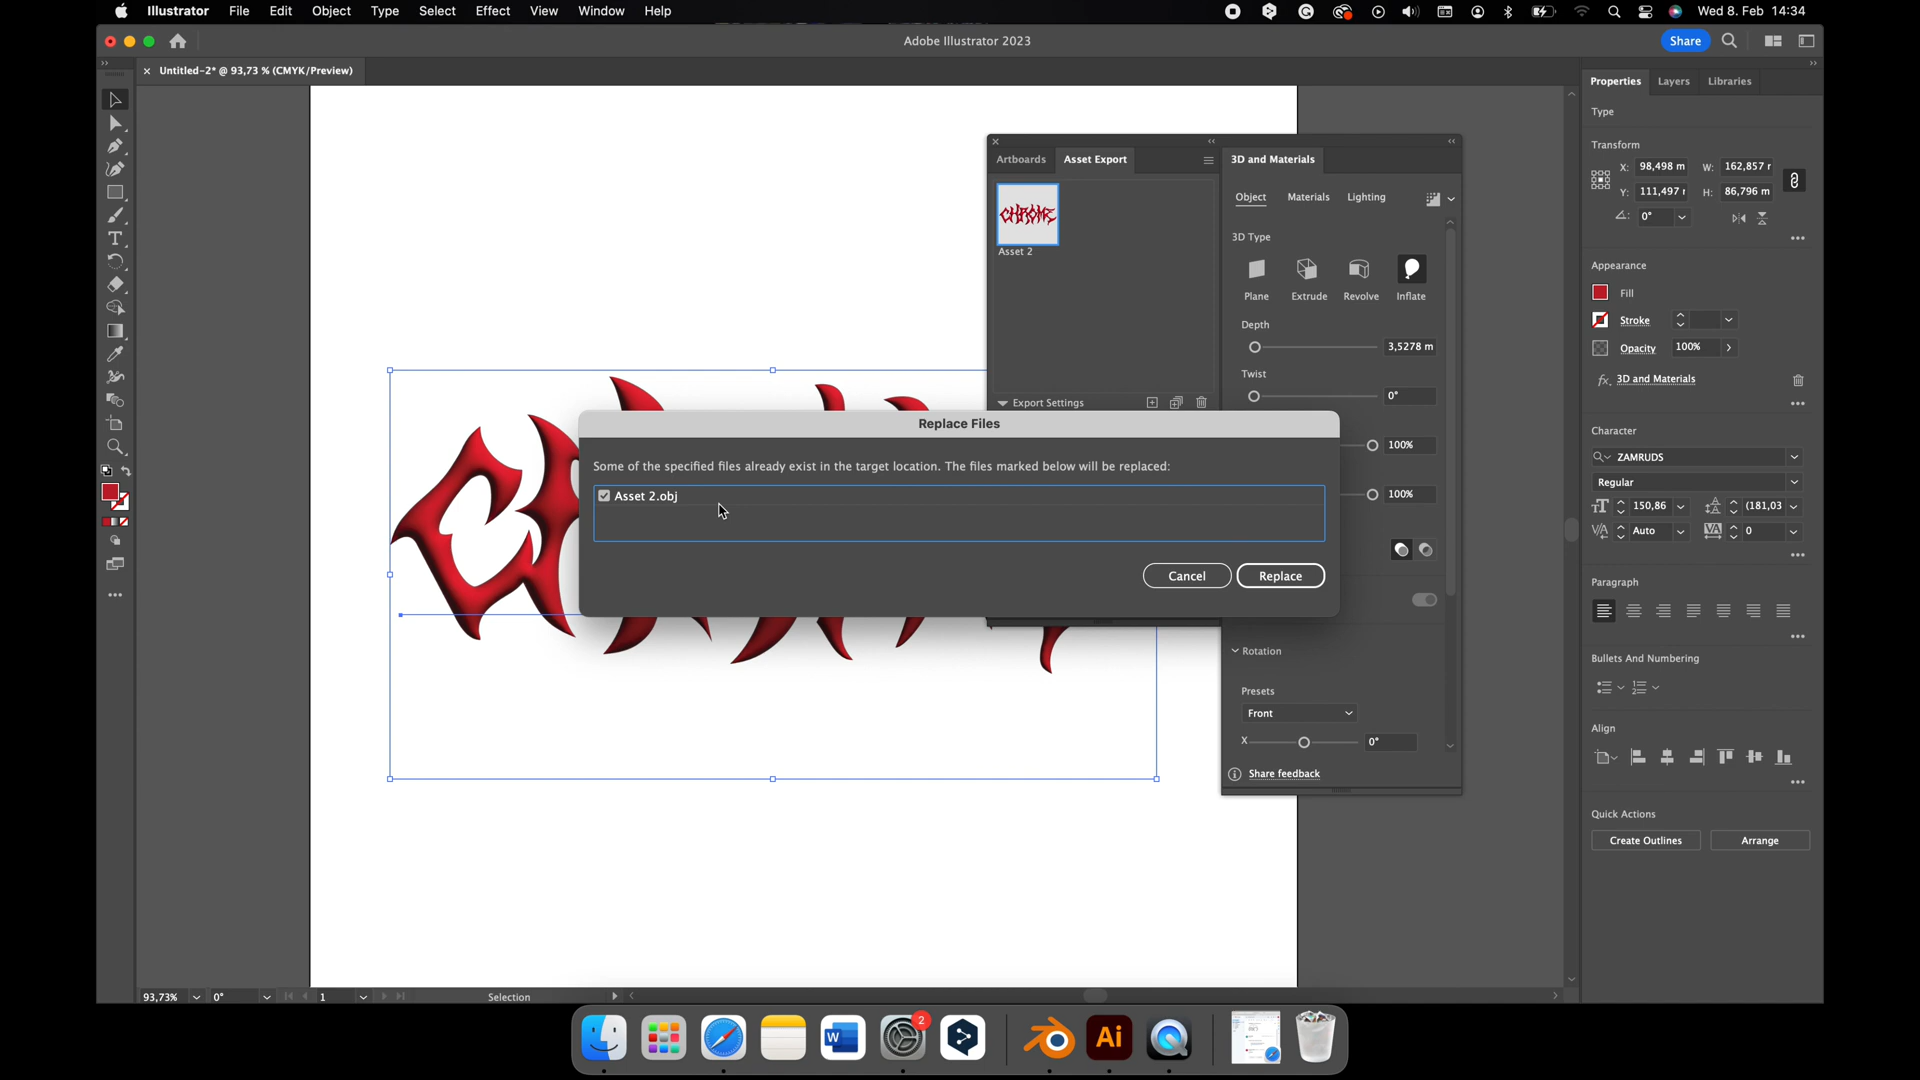 Illustrator File Edit Object Type Select Effect View Window Help
Wed 8. Feb 14:34
Adobe Illustrator 2023
Share
Untitled-2* @ 93,73 % (CMYK/Preview)
Artboards
Asset Export
CHROME
Asset 2
Export Settings
3D and Materials
Object
Materials
Lighting
3D Type
Plane
Extrude
Revolve
Inflate
Depth
3,5278 m
Twist
0°
100%
100%
Rotation
Presets
Front
X
0°
Share feedback
Replace Files
Some of the specified files already exist in the target location. The files marked below will be replaced:
Asset 2.obj
Cancel
Replace
Properties
Layers
Libraries
Type
Transform
X:
98,498 m
W:
162,857 r
Y:
111,497 r
H:
86,796 m
0°
Appearance
Fill
Stroke
Opacity
100%
fx
3D and Materials
Character
ZAMRUDS
Regular
150,86
(181,03
Auto
0
Paragraph
Bullets And Numbering
Align
Quick Actions
Create Outlines
Arrange
93,73%
0°
1
Selection
2
W
Ai